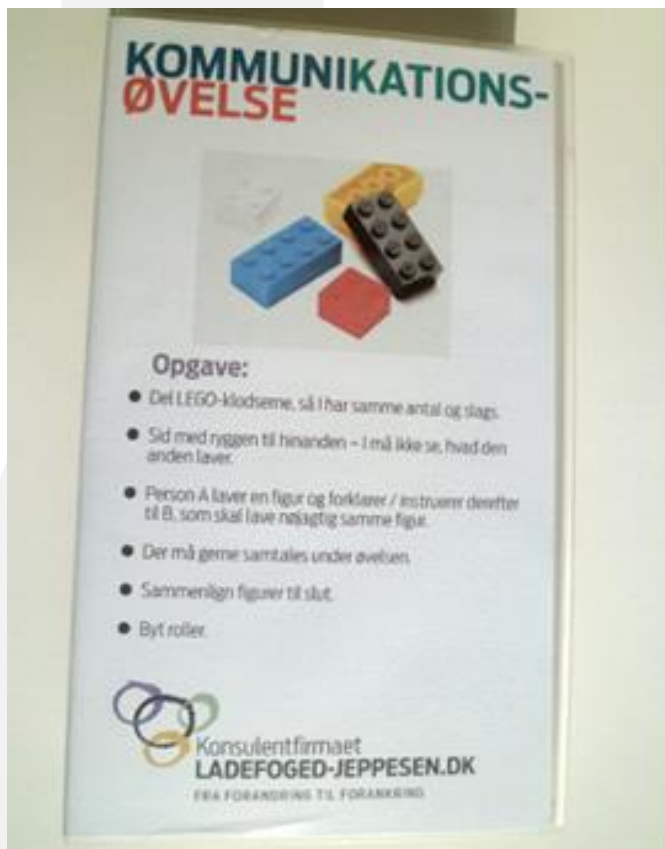 KOMMUNIKATIONS-
ØVELSE
Opgave:
● Del LEGO-klodserne, så I har samme antal og slags.
● Sid med ryggen til hinanden – I må ikke se, hvad den
anden laver.
● Person A laver en figur og forklarer / instruerer derefter
til B, som skal lave nøjagtig samme figur.
● Der må gerne samtales under øvelsen.
● Sammenlign figurer til slut.
● Byt roller.
Konsulentfirmaet
LADEFOGED-JEPPESEN.DK
FRA FORANDRING TIL FORANKRING